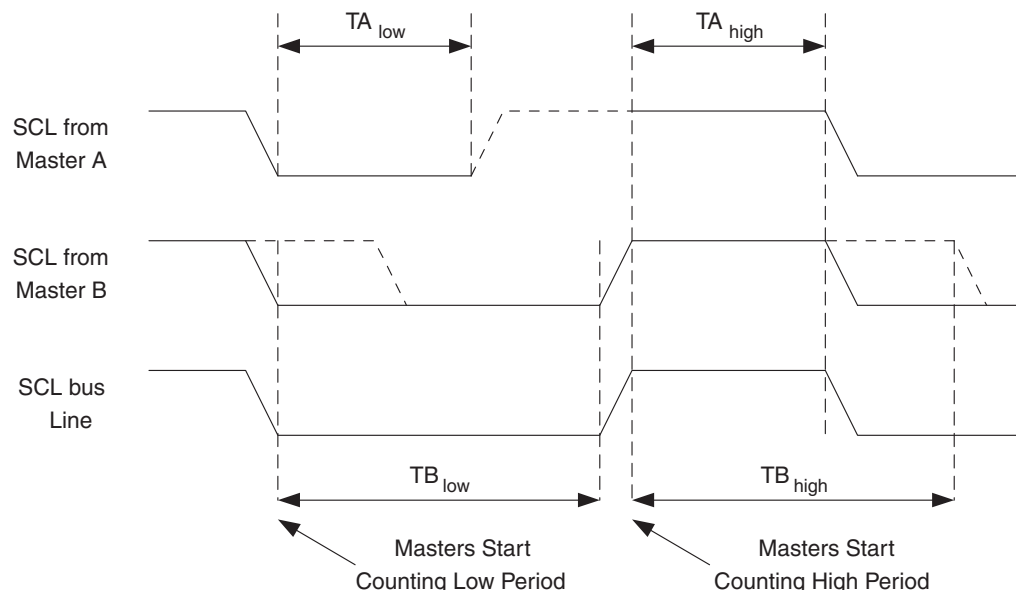 TA low
TA high
SCL from
Master A
SCL from
Master B
SCL bus
Line
TB low
TB high
Masters Start
Counting Low Period
Masters Start
Counting High Period